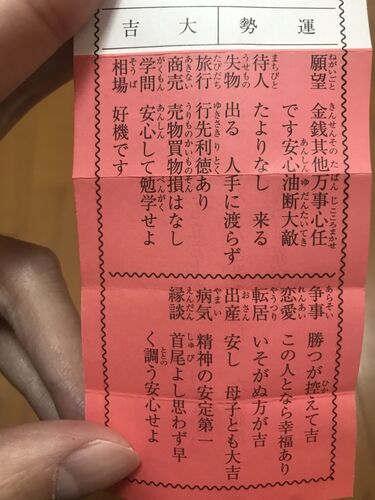 運勢 大吉
願望 金銭其他万事心任
です安心油断大敵
待人 たよりなし 来る
失物 出る 人手に渡らず
旅行 行先利徳あり
商売 売物買物損はなし
学問 安心して勉学せよ
相場 好機です
争事 勝つが控えて吉
恋愛 この人となら幸福あり
転居 いそがぬ方が吉
出産 安し 母子とも大吉
病気 精神の安定第一
縁談 首尾よし思わず早
く調う安心せよ